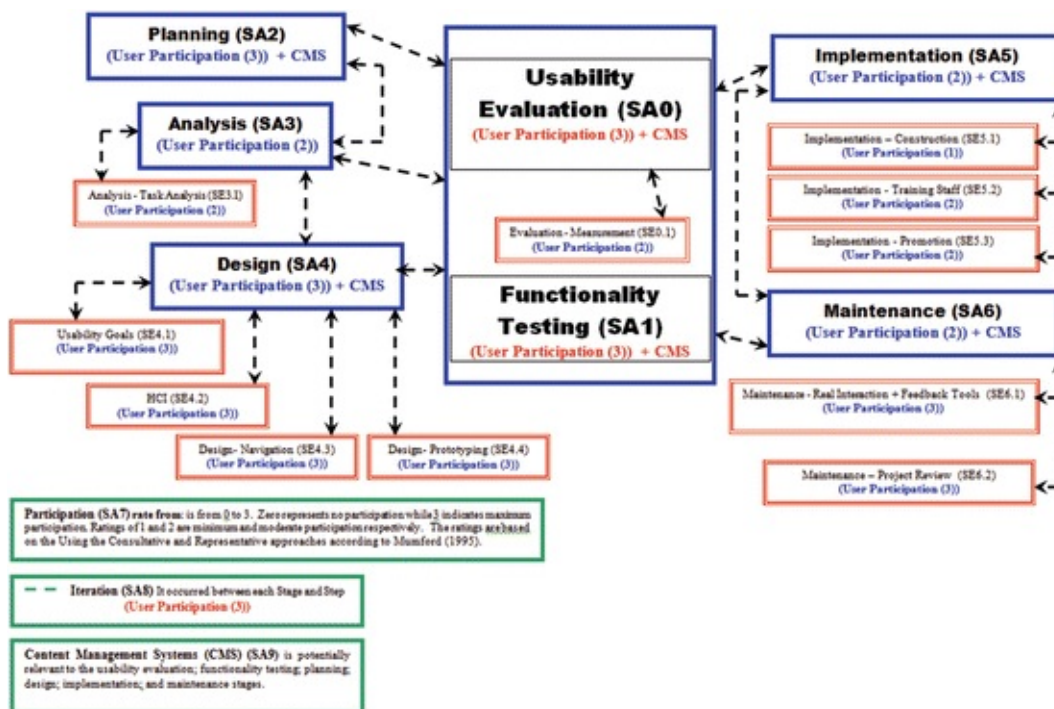 Planning (SA2)
(User Participation (3)) + CMS
Analysis (SA3)
(User Participation (2))
Analysis - Task Analysis (SE3.1)
(User Participation (2))
Design (SA4)
(User Participation (3)) + CMS
Usability Goals (SE4.1)
(User Participation (3))
HCI (SE4.2)
(User Participation (3))
Design- Navigation (SE4.3)
(User Participation (3))
Design- Prototyping (SE4.4)
(User Participation (3))
Usability
Evaluation (SA0)
(User Participation (3)) + CMS
Evaluation - Measurement (SE0.1)
(User Participation (2))
Functionality
Testing (SA1)
(User Participation (3)) + CMS
Implementation (SA5)
(User Participation (2)) + CMS
Implementation – Construction (SE5.1)
(User Participation (1))
Implementation - Training Staff (SE5.2)
(User Participation (2))
Implementation - Promotion (SE5.3)
(User Participation (2))
Maintenance (SA6)
(User Participation (2)) + CMS
Maintenance - Real Interaction + Feedback Tools (SE6.1)
(User Participation (3))
Maintenance – Project Review (SE6.2)
(User Participation (3))
Participation (SA7) rate from: is from 0 to 3. Zero represents no participation while 3 indicates maximum
participation. Ratings of 1 and 2 are minimum and moderate participation respectively. The ratings are based
on the Using the Consultative and Representative approaches according to Mumford (1995).
Iteration (SA8) It occurred between each Stage and Step
(User Participation (3))
Content Management Systems (CMS) (SA9) is potentially
relevant to the usability evaluation; functionality testing; planning;
design; implementation; and maintenance stages.